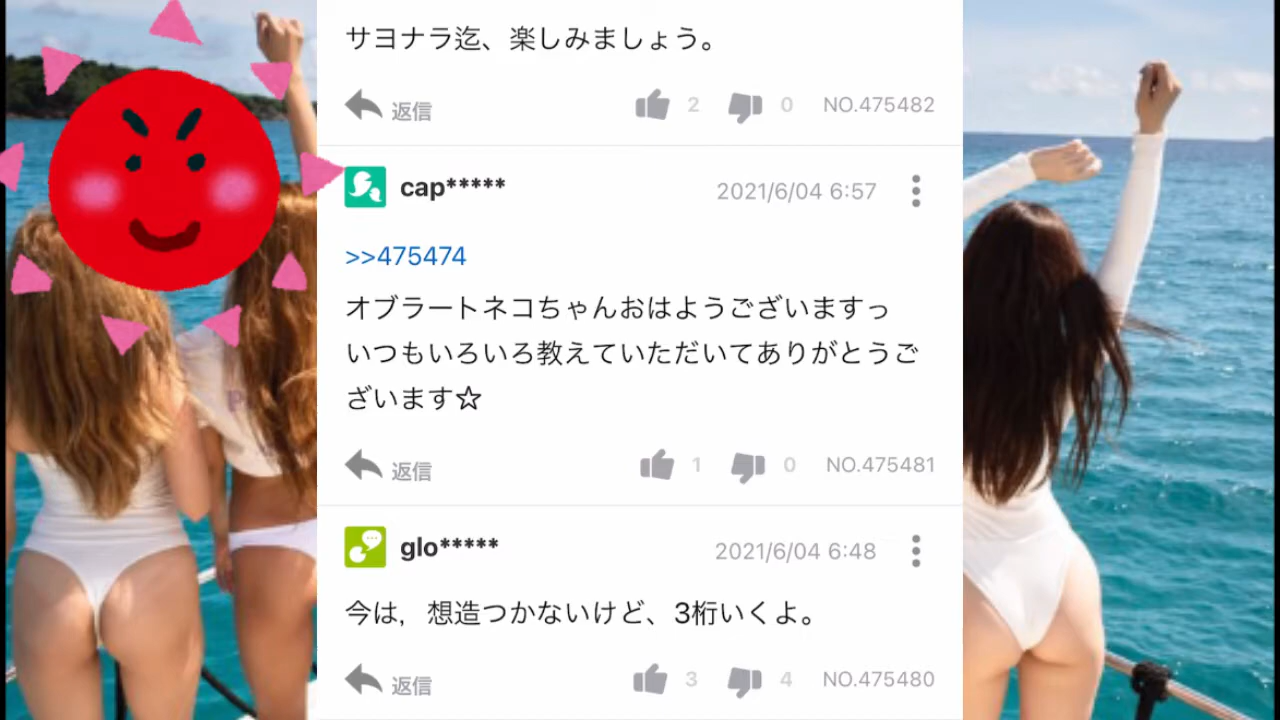 サヨナラ迄、楽しみましょう。
返信 2 0 NO.475482
cap***** 2021/6/04 6:57
>>475474
オブラートネコちゃんおはようございますっ
いつもいろいろ教えていただいてありがとうご
ざいます☆
返信 1 0 NO.475481
glo***** 2021/6/04 6:48
今は，想造つかないけど、3桁いくよ。
返信 3 4 NO.475480